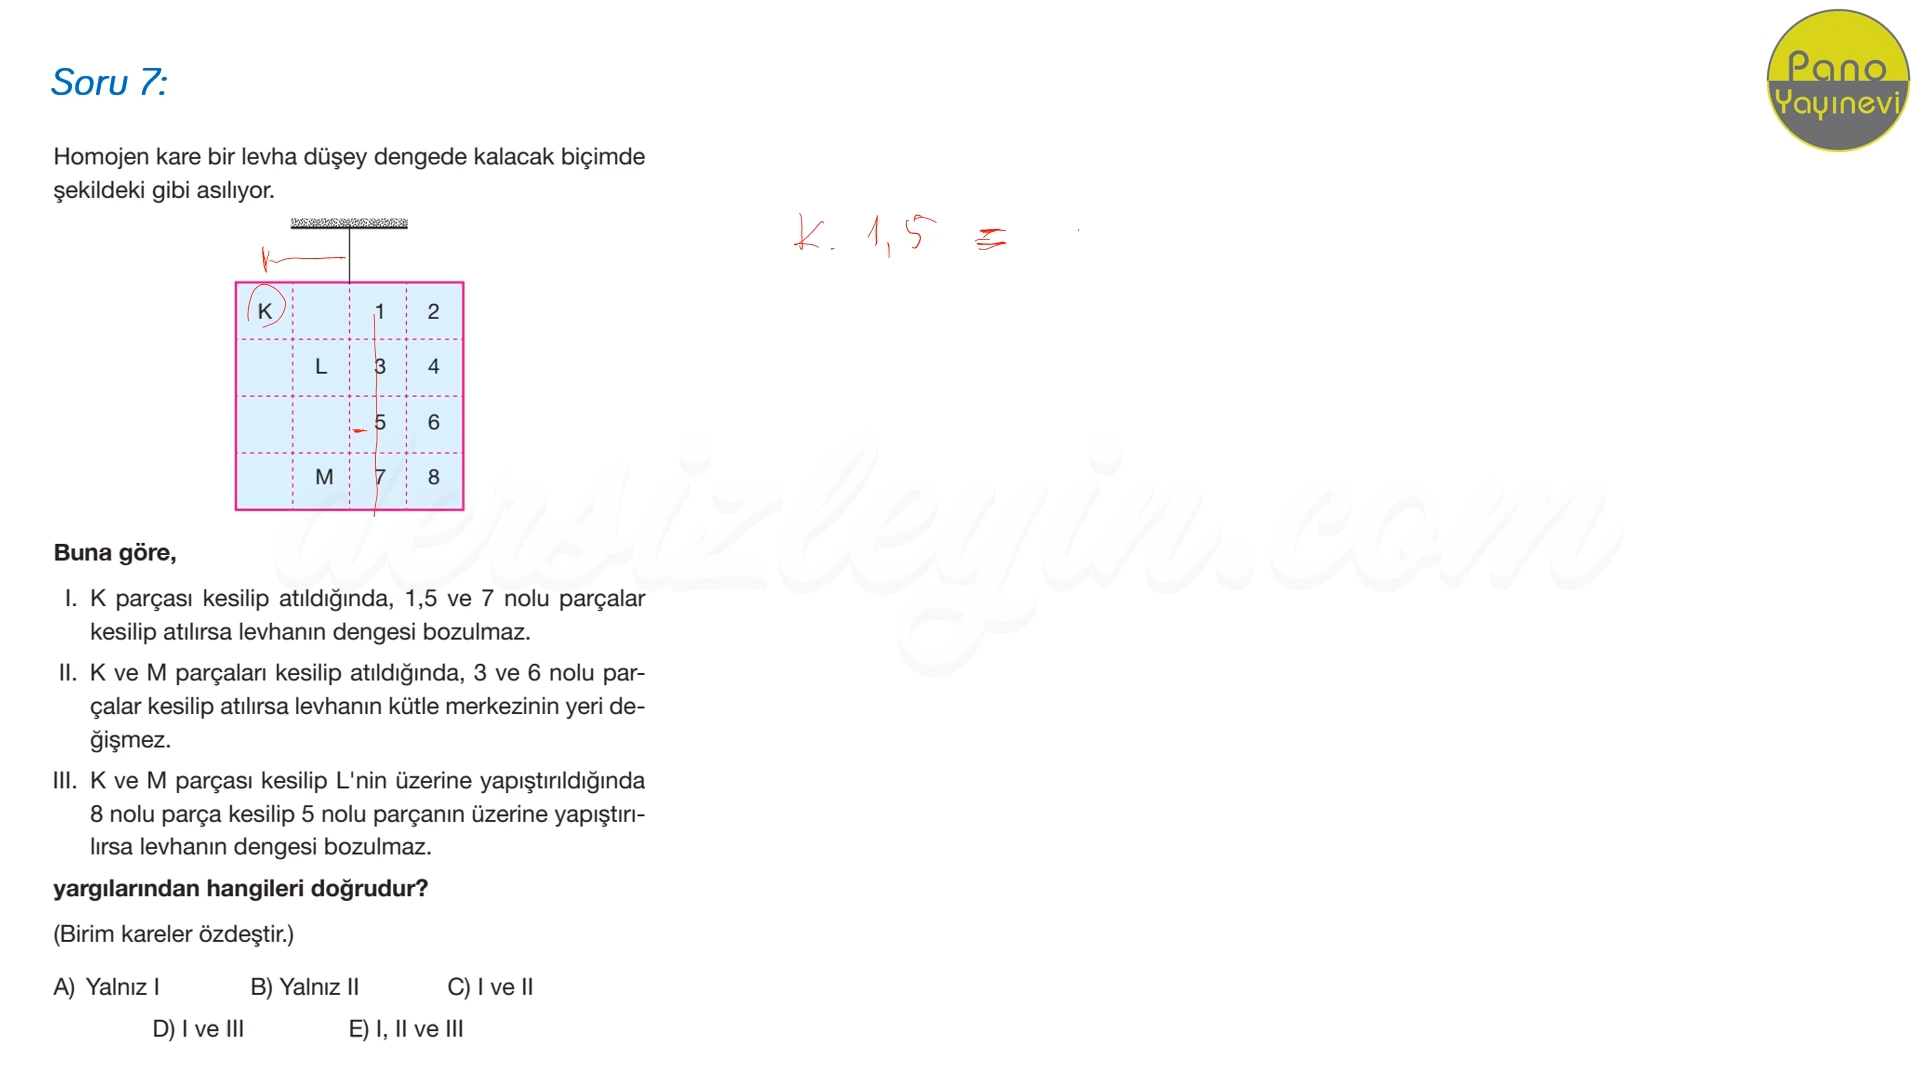 Soru 7:
Pano
Yayınevi
Homojen kare bir levha düşey dengede kalacak biçimde
şekildeki gibi asılıyor.
K. 1,5 =
K 1 2
L 3 4
5 6
M 7 8
dersizleyin.com
Buna göre,
I. K parçası kesilip atıldığında, 1,5 ve 7 nolu parçalar
kesilip atılırsa levhanın dengesi bozulmaz.
II. K ve M parçaları kesilip atıldığında, 3 ve 6 nolu par-
çalar kesilip atılırsa levhanın kütle merkezinin yeri de-
ğişmez.
III. K ve M parçası kesilip L'nin üzerine yapıştırıldığında
8 nolu parça kesilip 5 nolu parçanın üzerine yapıştırı-
lırsa levhanın dengesi bozulmaz.
yargılarından hangileri doğrudur?
(Birim kareler özdeştir.)
A) Yalnız I B) Yalnız II C) I ve II
D) I ve III E) I, II ve III